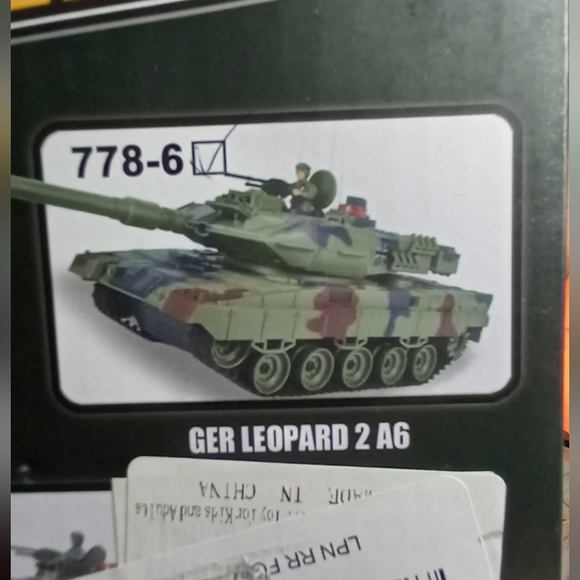 778-6
GER LEOPARD 2 A6
MADE IN CHINA
Toy for Kids and Adults
LPN RR F